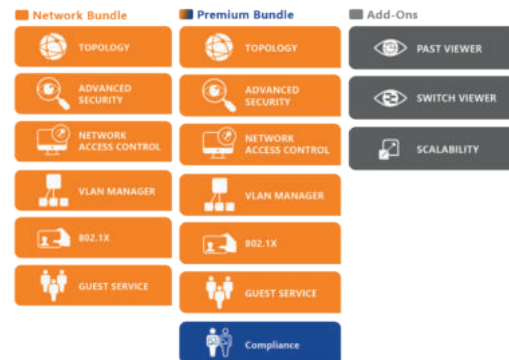 Network Bundle
TOPOLOGY
ADVANCED
SECURITY
NETWORK
ACCESS CONTROL
VLAN MANAGER
802.1X
GUEST SERVICE
Premium Bundle
TOPOLOGY
ADVANCED
SECURITY
NETWORK
ACCESS CONTROL
VLAN MANAGER
802.1X
GUEST SERVICE
Compliance
Add-Ons
PAST VIEWER
SWITCH VIEWER
SCALABILITY